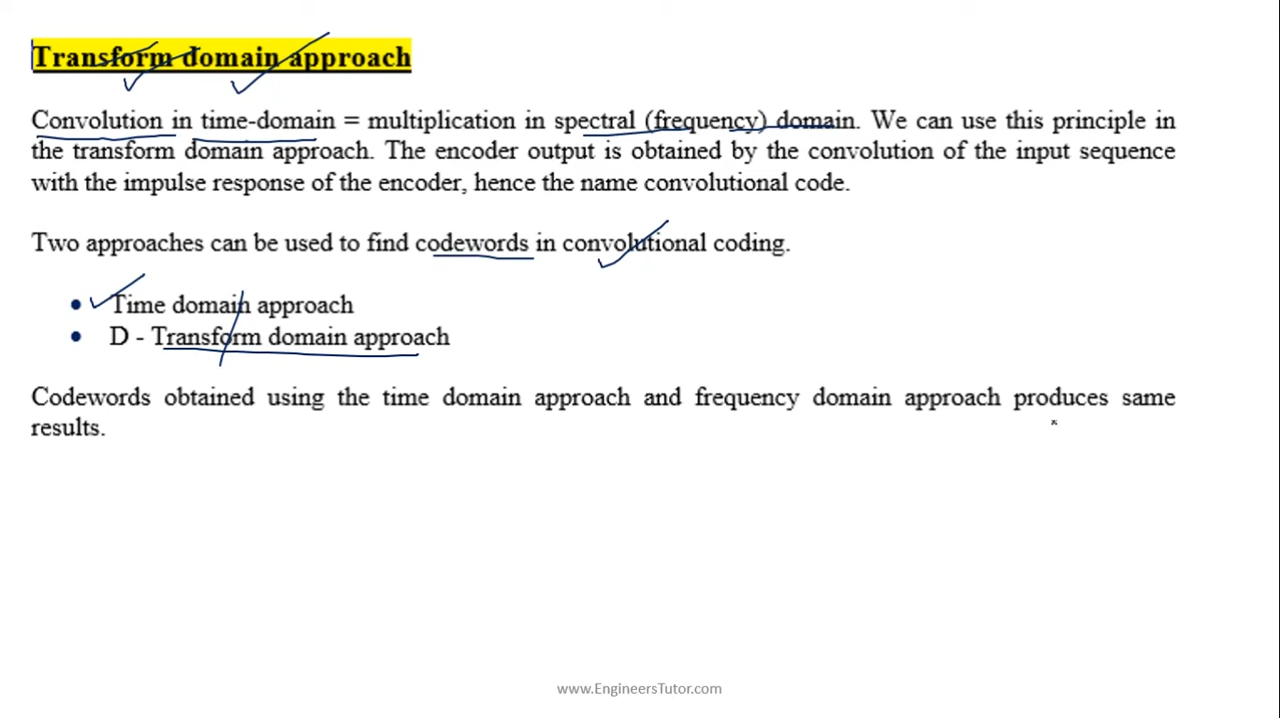 Transform domain approach
Convolution in time-domain = multiplication in spectral (frequency) domain. We can use this principle in
the transform domain approach. The encoder output is obtained by the convolution of the input sequence
with the impulse response of the encoder, hence the name convolutional code.
Two approaches can be used to find codewords in convolutional coding.
• Time domain approach
• D - Transform domain approach
Codewords obtained using the time domain approach and frequency domain approach produces same
results.
www.EngineersTutor.com